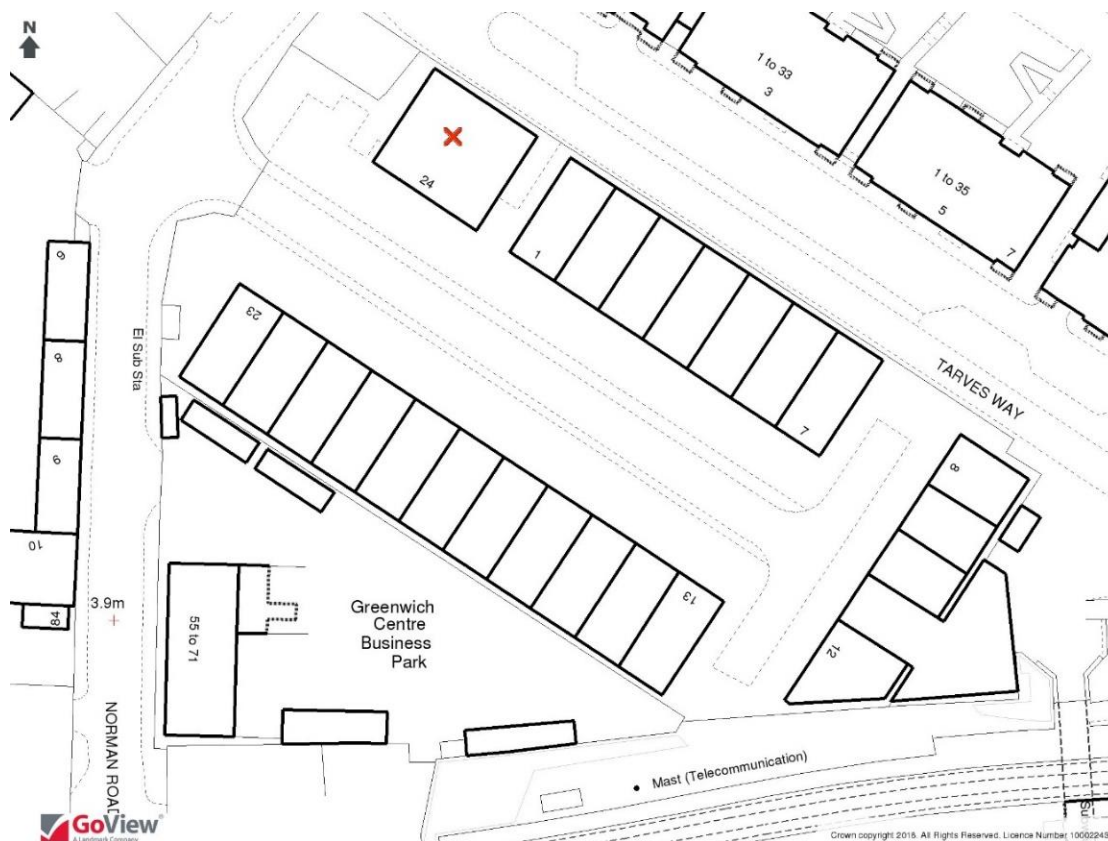 N
1 to 33
3
1 to 35
5
7
24
1
7
TARVES WAY
9
8
9
10
84
El Sub Sta
23
13
8
12
3.9m
55 to 71
Greenwich
Centre
Business
Park
NORMAN ROAD
Mast (Telecommunication)
GoView
A Landmark Company
Crown copyright 2018. All Rights Reserved. Licence Number 10002243